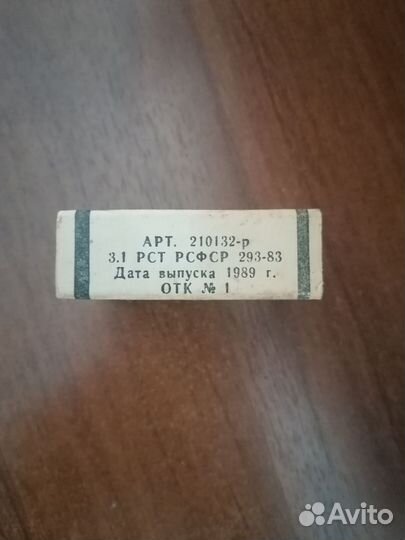 АРТ. 210132-р
3.1 РСТ РСФСР 293-83
Дата выпуска 1989 г.
ОТК № 1
Avito